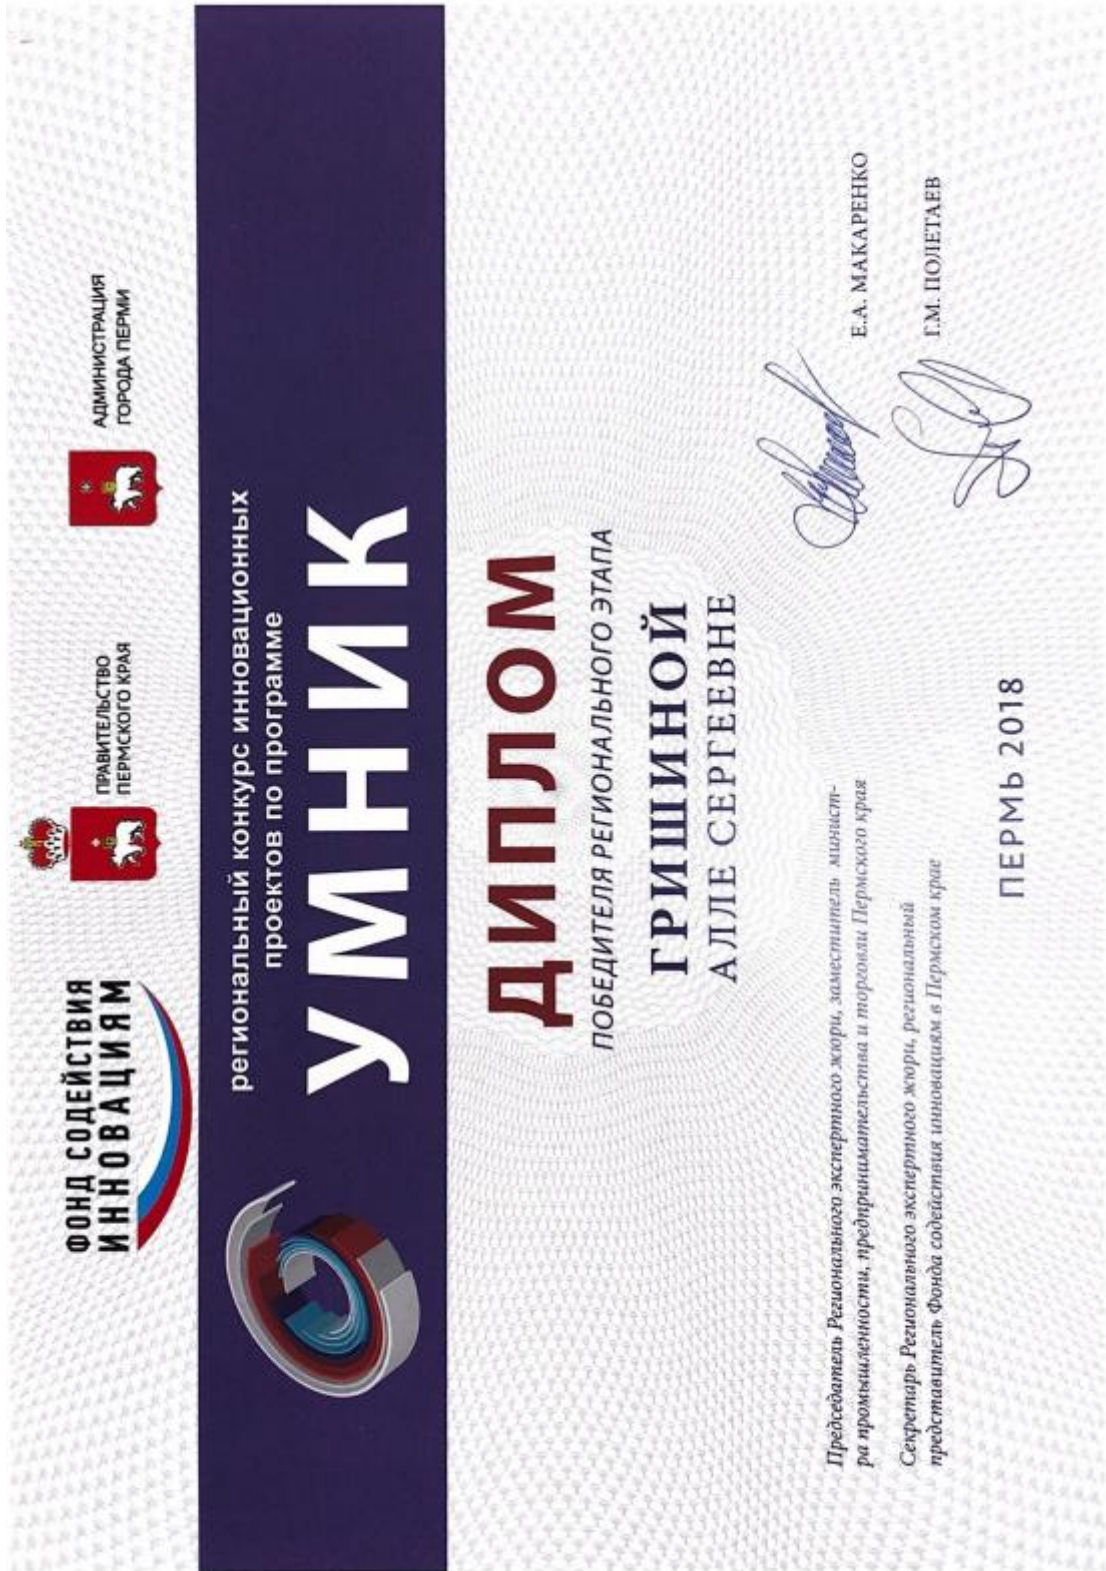 ФОНД СОДЕЙСТВИЯ
ИННОВАЦИЯМ
ПРАВИТЕЛЬСТВО
ПЕРМСКОГО КРАЯ
АДМИНИСТРАЦИЯ
ГОРОДА ПЕРМИ
региональный конкурс инновационных
проектов по программе
УМНИК
ДИПЛОМ
ПОБЕДИТЕЛЯ РЕГИОНАЛЬНОГО ЭТАПА
ГРИШИНОЙ
АЛЛЕ СЕРГЕЕВНЕ
Председатель Регионального экспертного жюри, заместитель минист-
ра промышленности, предпринимательства и торговли Пермского края
Е.А. МАКАРЕНКО
Секретарь Регионального экспертного жюри, региональный
представитель Фонда содействия инновациям в Пермском крае
Г.М. ПОЛЕТАЕВ
ПЕРМЬ 2018